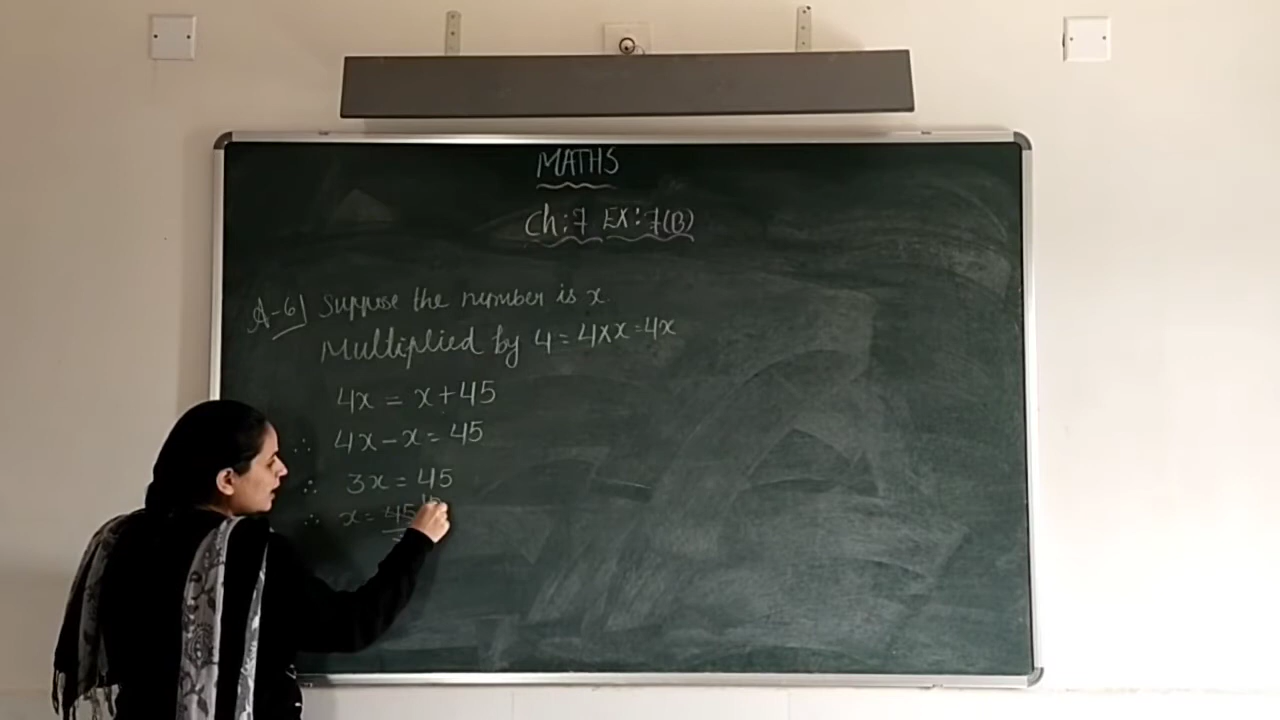 MATHS
Ch:7 EX:7(B)
A-6] Suppose the number is x.
Multiplied by 4 = 4×x = 4x
4x = x+45
∴ 4x-x = 45
∴ 3x = 45
∴ x = 45